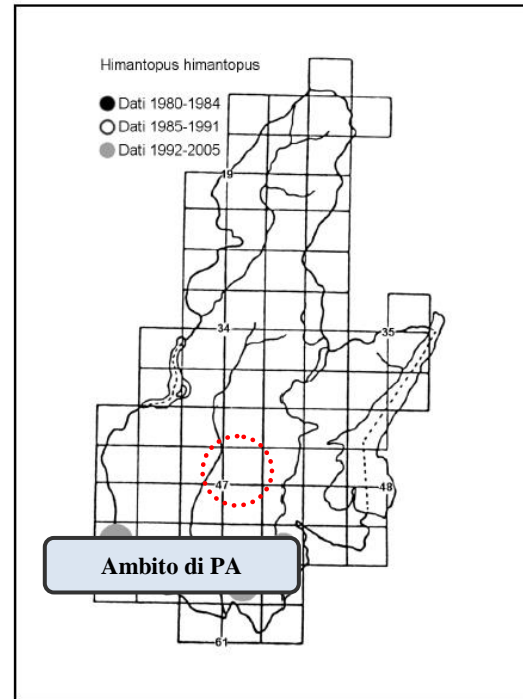 Himantopus himantopus
Dati 1980-1984
Dati 1985-1991
Dati 1992-2005
19
34
35
47
48
Ambito di PA
61